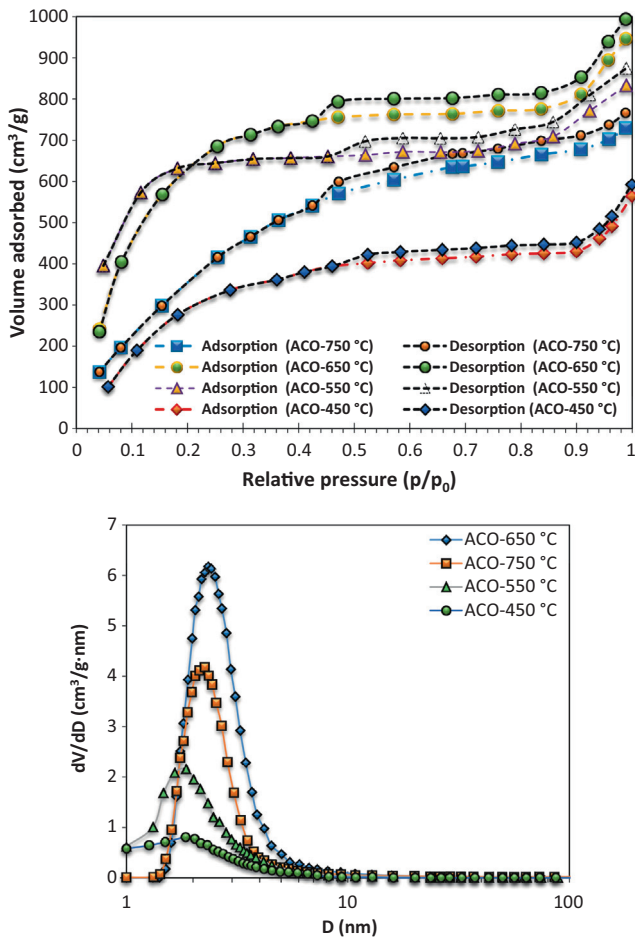 1000
900
800
700
600
500
400
300
200
100
0
Volume adsorbed (cm³/g)
Adsorption (ACO-750 °C) Desorption (ACO-750 °C)
Adsorption (ACO-650 °C) Desorption (ACO-650 °C)
Adsorption (ACO-550 °C) Desorption (ACO-550 °C)
Adsorption (ACO-450 °C) Desorption (ACO-450 °C)
0 0.1 0.2 0.3 0.4 0.5 0.6 0.7 0.8 0.9 1
Relative pressure (p/p₀)
7
6
5
4
3
2
1
0
dV/dD (cm³/g·nm)
ACO-650 °C
ACO-750 °C
ACO-550 °C
ACO-450 °C
1 10 100
D (nm)